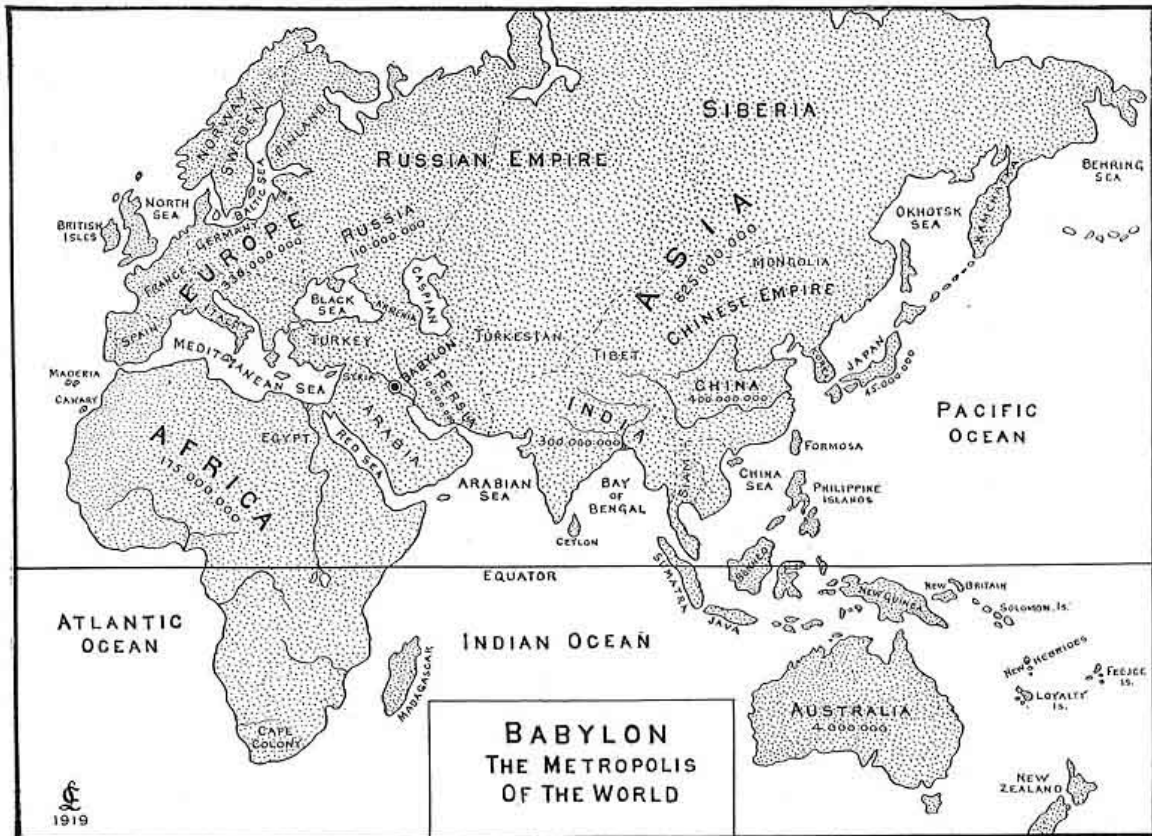 SIBERIA
RUSSIAN EMPIRE
NORWAY
SWEDEN
FINLAND
BALTIC SEA
NORTH
SEA
BRITISH
ISLES
GERMANY
EUROPE
338,000,000
RUSSIA
110,000,000
FRANCE
SPAIN
ITALY
BLACK
SEA
ARMENIA
CASPIAN
TURKEY
MEDITERANEAN SEA
SYRIA
BABYLON
PERSIA
TURKESTAN
TIBET
ASIA
825,000,000
MONGOLIA
CHINESE EMPIRE
CHINA
400,000,000
OKHOTSK
SEA
KAMCHATKA
BEHRING
SEA
JAPAN
45,000,000
PACIFIC
OCEAN
MADERIA
CANARY
AFRICA
175,000,000
EGYPT
RED SEA
ARABIA
ARABIAN
SEA
INDIA
300,000,000
BAY
OF
BENGAL
CEYLON
SIAM
FORMOSA
CHINA
SEA
PHILIPPINE
ISLANDS
EQUATOR
SUMATRA
BORNEO
JAVA
NEW GUINEA
NEW BRITAIN
SOLOMON IS.
NEW HEBRIDES
LOYALTY
IS.
FEEJEE
IS.
ATLANTIC
OCEAN
INDIAN OCEAN
MADAGASCAR
CAPE
COLONY
AUSTRALIA
4,000,000
NEW
ZEALAND
BABYLON
THE METROPOLIS
OF THE WORLD
1919